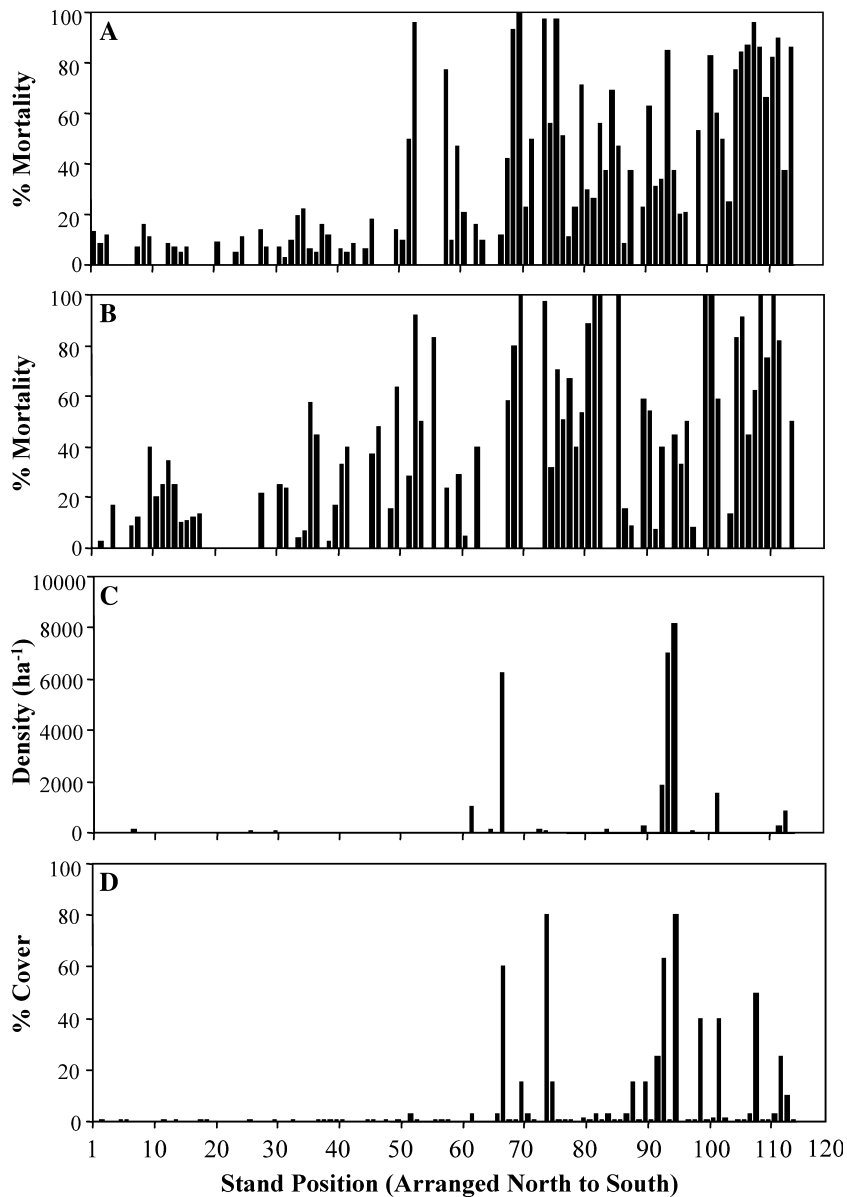 A
100
80
60
40
20
0
% Mortality
B
100
80
60
40
20
0
% Mortality
C
10000
8000
6000
4000
2000
0
Density (ha-1)
D
100
80
60
40
20
0
% Cover
1 10 20 30 40 50 60 70 80 90 100 110 120
Stand Position (Arranged North to South)